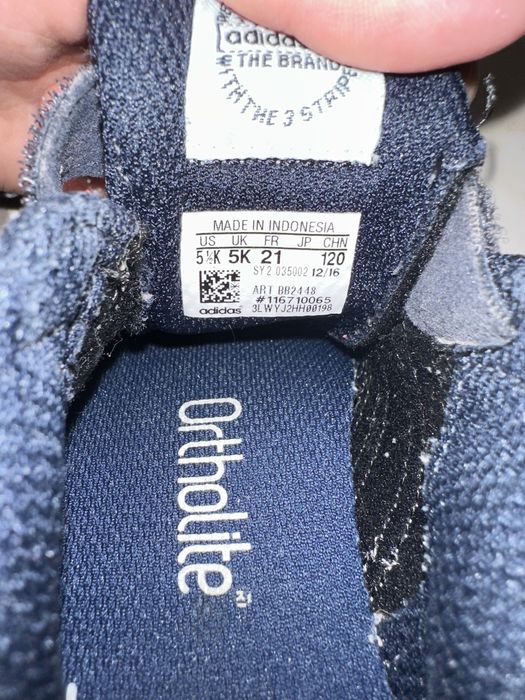 adidas
THE BRAND
WITH THE 3 STRIPE
MADE IN INDONESIA
US UK FR JP CHN
5½K 5K 21 120
SY2 035002 12/16
ART BB2448
#116710065
adidas 3LWYJ2HH00198
Ortholite